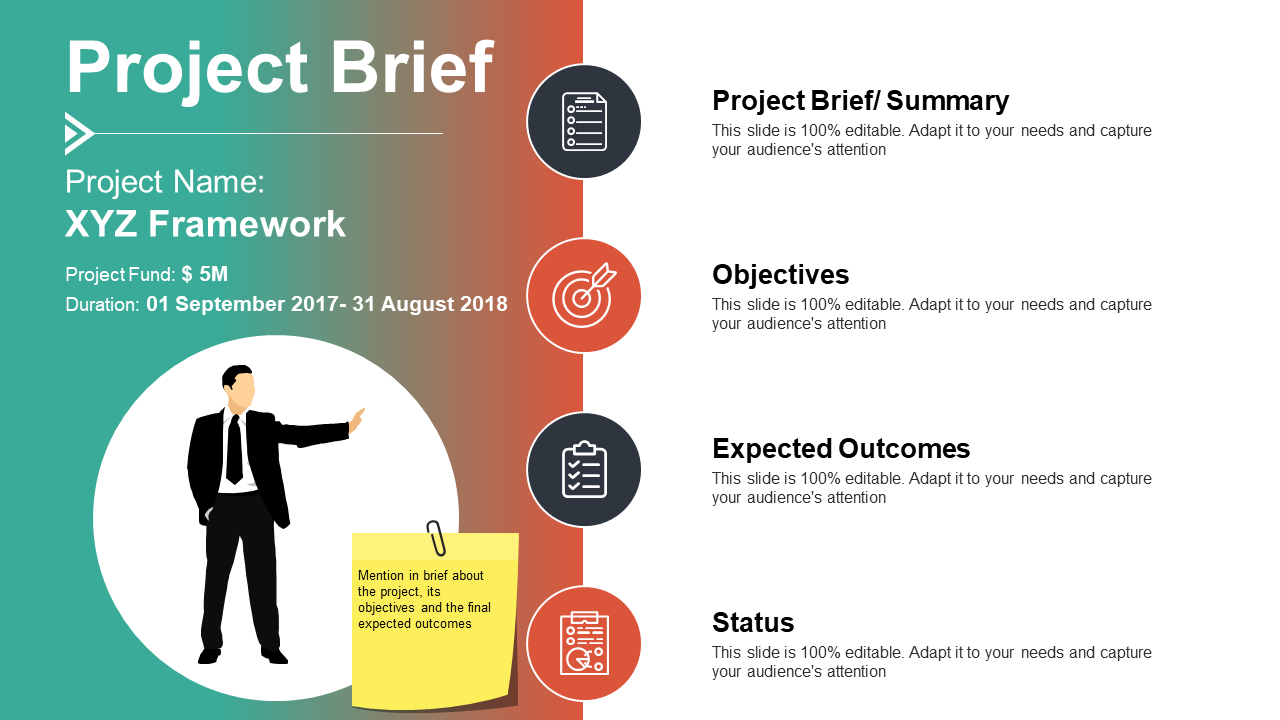 Project Brief
Project Name:
XYZ Framework
Project Fund: $ 5M
Duration: 01 September 2017- 31 August 2018
Mention in brief about
the project, its
objectives and the final
expected outcomes
Project Brief/ Summary
This slide is 100% editable. Adapt it to your needs and capture
your audience's attention
Objectives
This slide is 100% editable. Adapt it to your needs and capture
your audience's attention
Expected Outcomes
This slide is 100% editable. Adapt it to your needs and capture
your audience's attention
Status
This slide is 100% editable. Adapt it to your needs and capture
your audience's attention